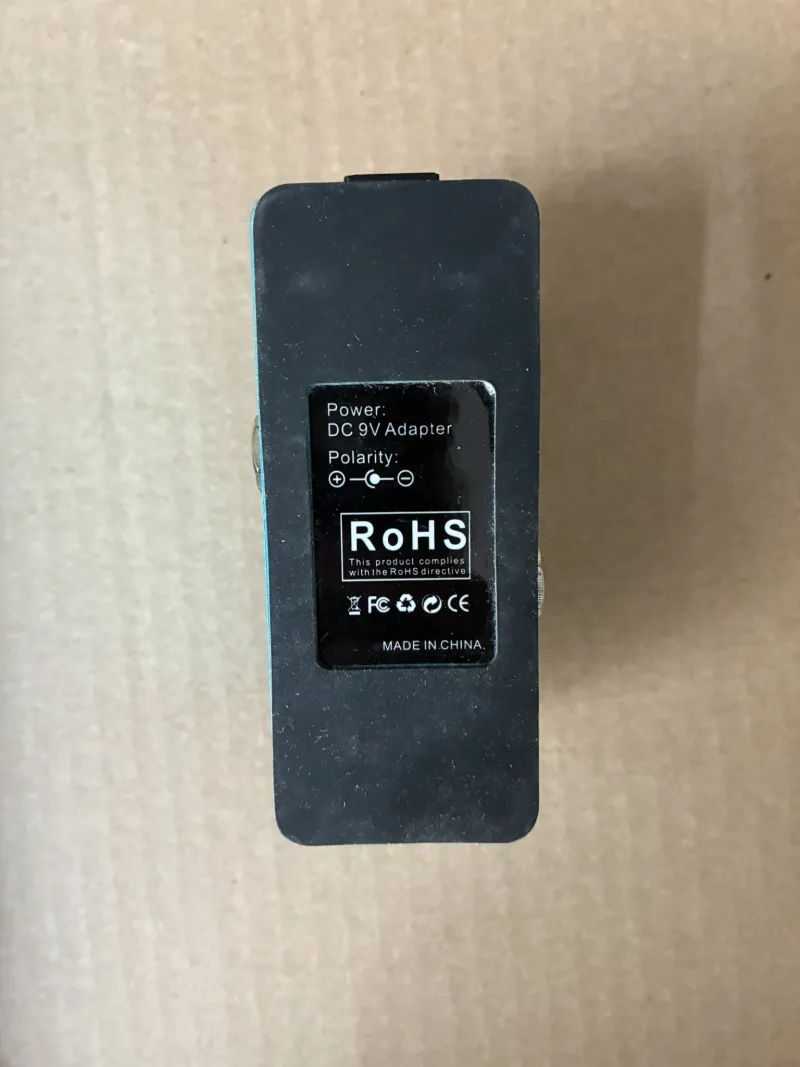 Power:
DC 9V Adapter
Polarity:
RoHS
This product complies
with the RoHS directive
FC CE
MADE IN CHINA.